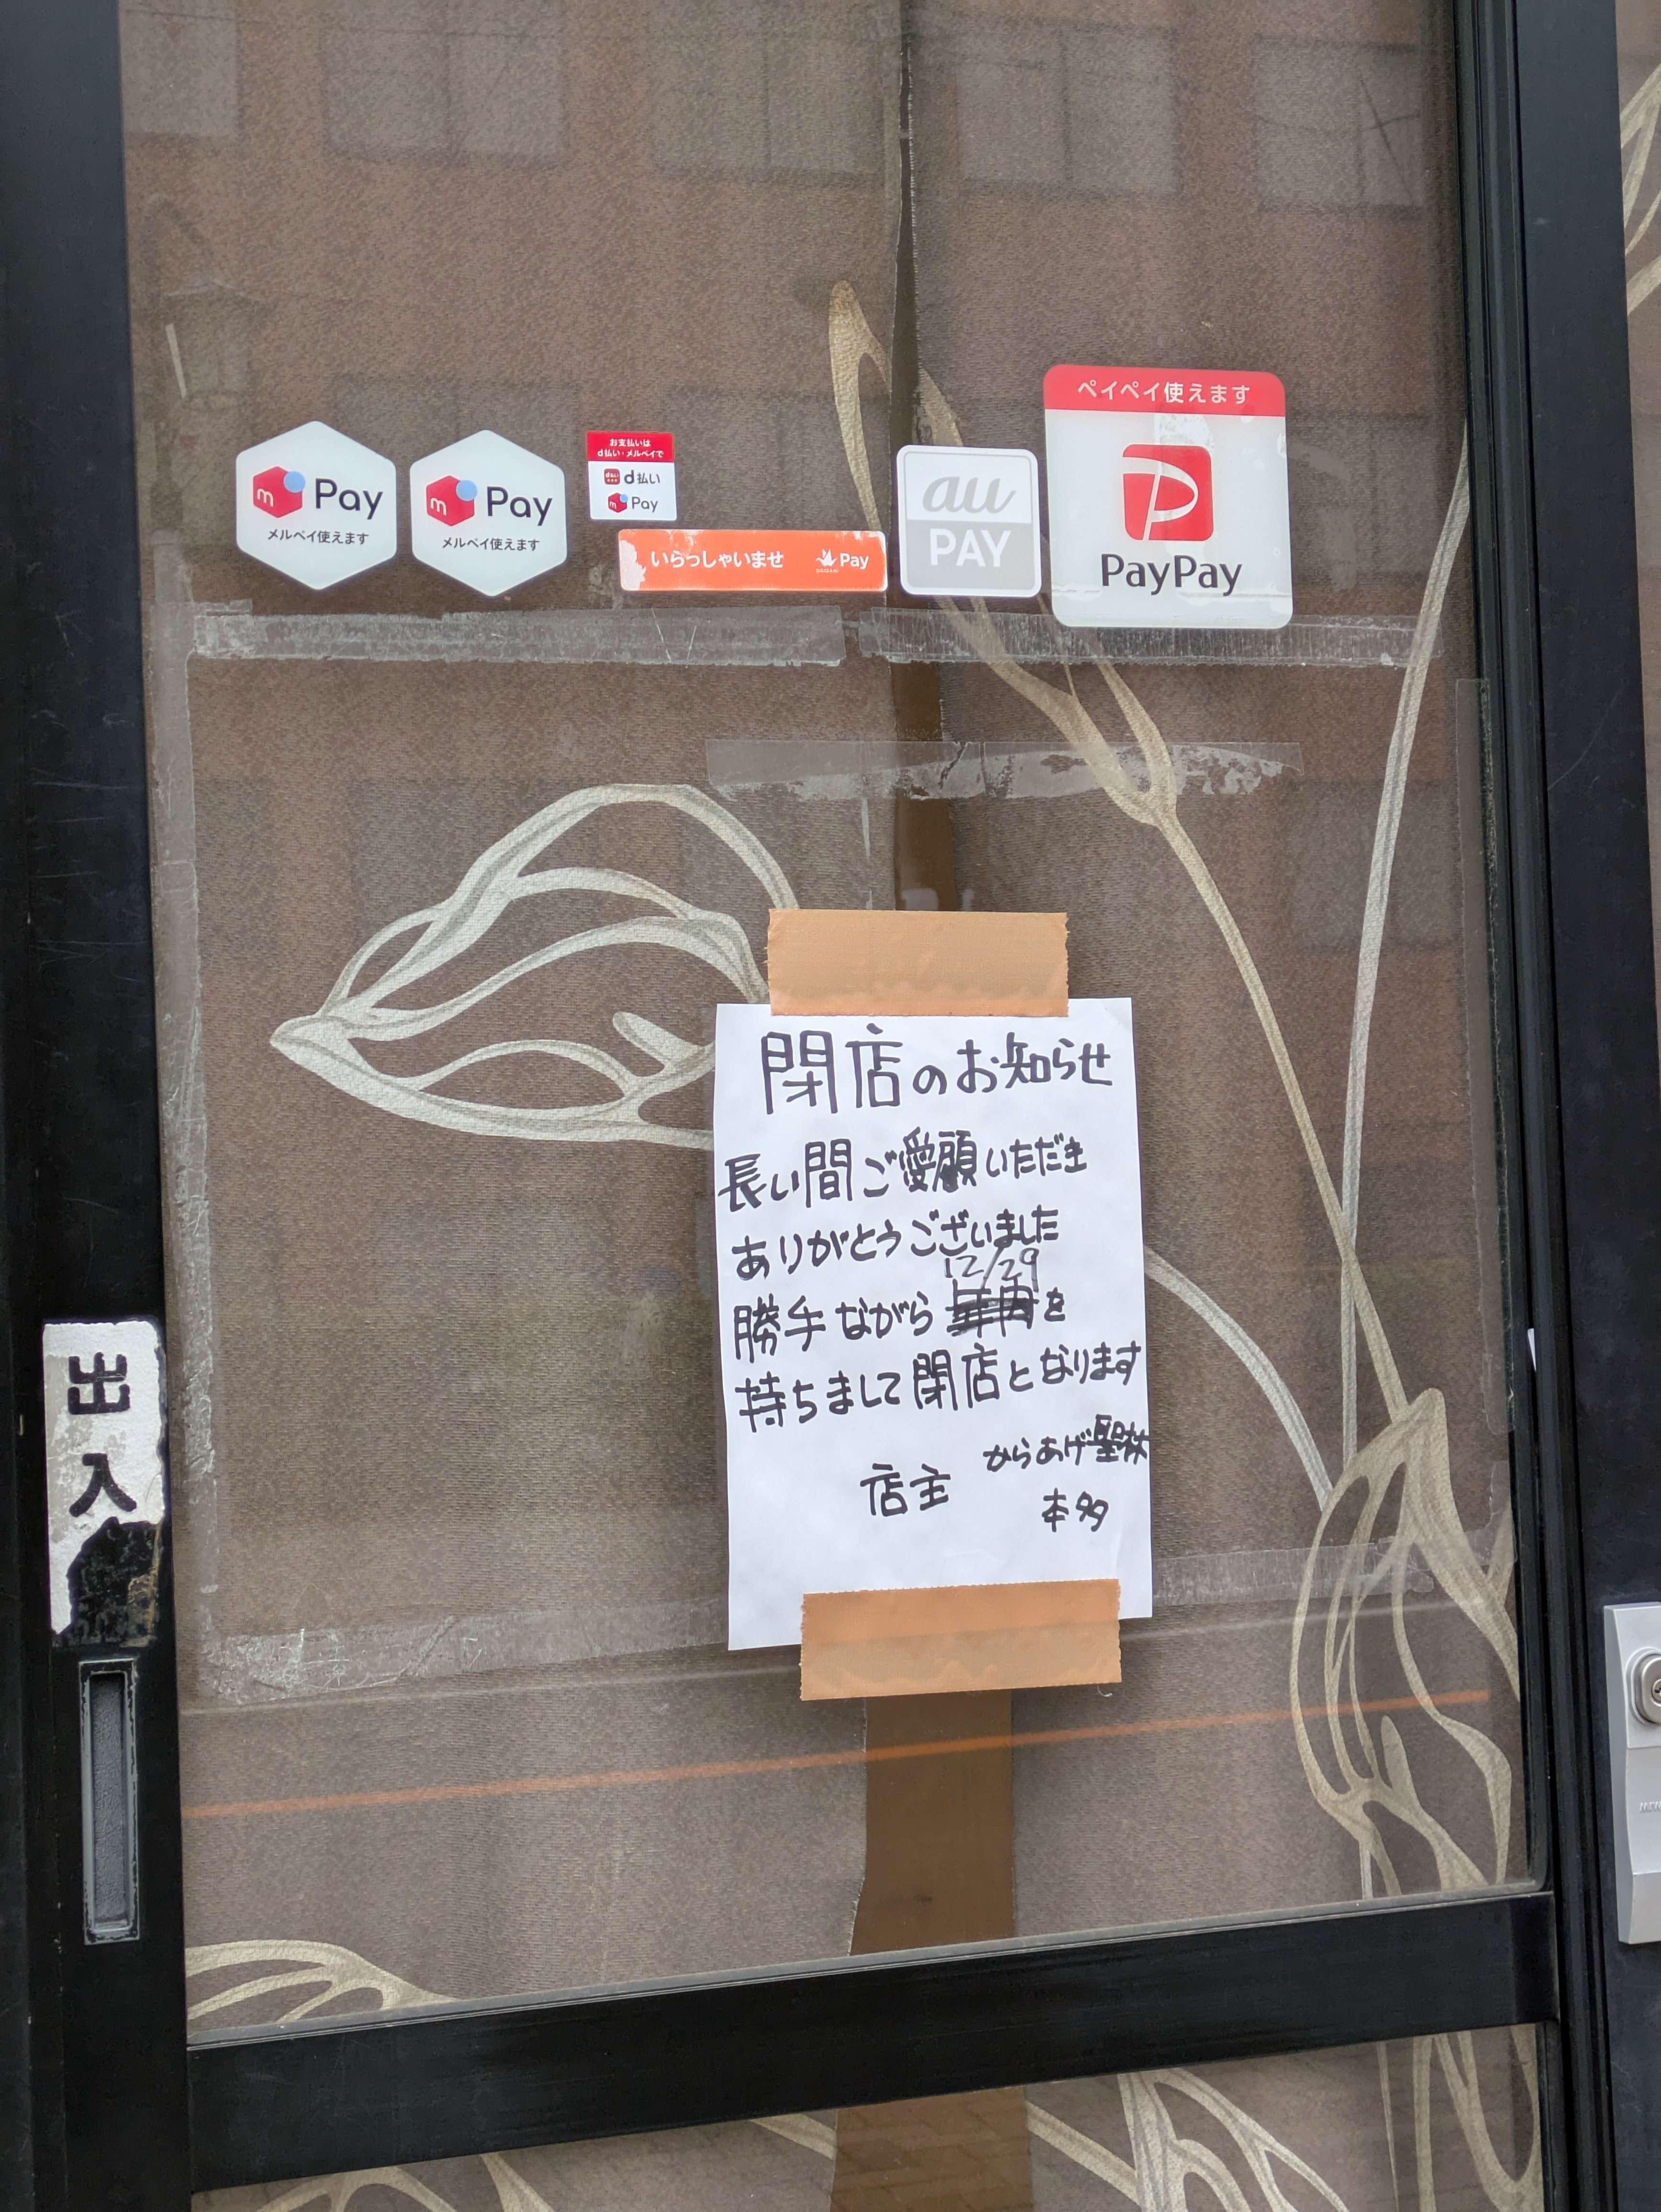 ペイペイ使えます
PayPay
m Pay
メルペイ使えます
m Pay
メルペイ使えます
お支払いは
d払い・メルペイで
d払い
m Pay
いらっしゃいませ Pay
au
PAY
閉店のお知らせ
長い間ご愛顧いただき
ありがとうございました
12/29
勝手ながら年内を
持ちまして閉店となります
からあげ聖林
店主 本多
出
入